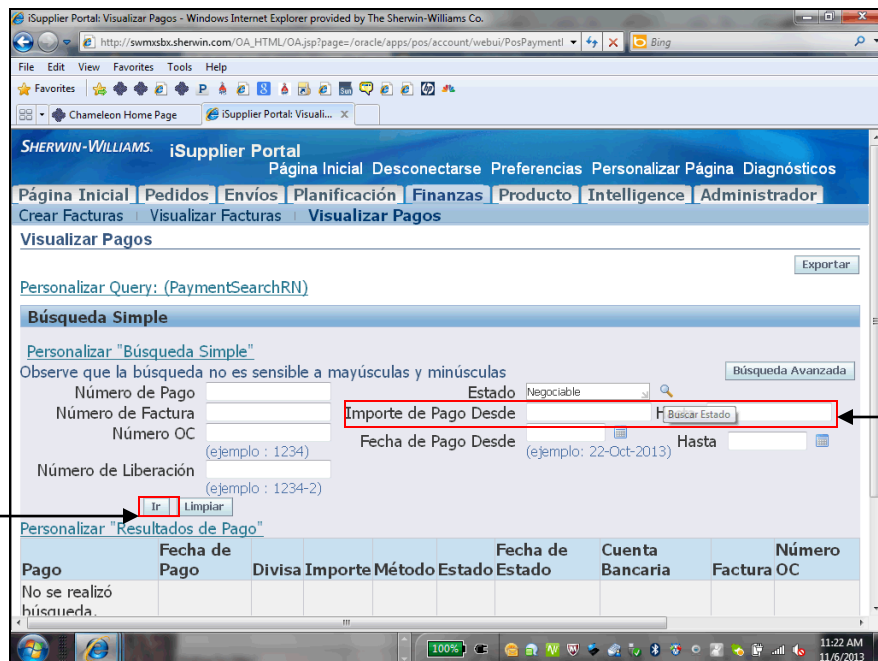 iSupplier Portal: Visualizar Pagos - Windows Internet Explorer provided by The Sherwin-Williams Co.
http://swmxsbx.sherwin.com/OA_HTML/OA.jsp?page=/oracle/apps/pos/account/webui/PosPaymentl
Bing
File Edit View Favorites Tools Help
Favorites
Chameleon Home Page
iSupplier Portal: Visuali...
SHERWIN-WILLIAMS. iSupplier Portal
Página Inicial Desconectarse Preferencias Personalizar Página Diagnósticos
Página Inicial Pedidos Envíos Planificación Finanzas Producto Intelligence Administrador
Crear Facturas Visualizar Facturas Visualizar Pagos
Visualizar Pagos
Exportar
Personalizar Query: (PaymentSearchRN)
Búsqueda Simple
Personalizar "Búsqueda Simple"
Observe que la búsqueda no es sensible a mayúsculas y minúsculas
Búsqueda Avanzada
Número de Pago
Estado Negociable
Número de Factura
Importe de Pago Desde
Buscar Estado
Número OC
(ejemplo : 1234)
Fecha de Pago Desde
(ejemplo: 22-Oct-2013)
Hasta
Número de Liberación
(ejemplo : 1234-2)
Ir Limpiar
Personalizar "Resultados de Pago"
Pago Fecha de Pago Divisa Importe Método Estado Fecha de Estado Cuenta Bancaria Factura Número OC
No se realizó
búsqueda.
100%
11:22 AM
11/6/2013